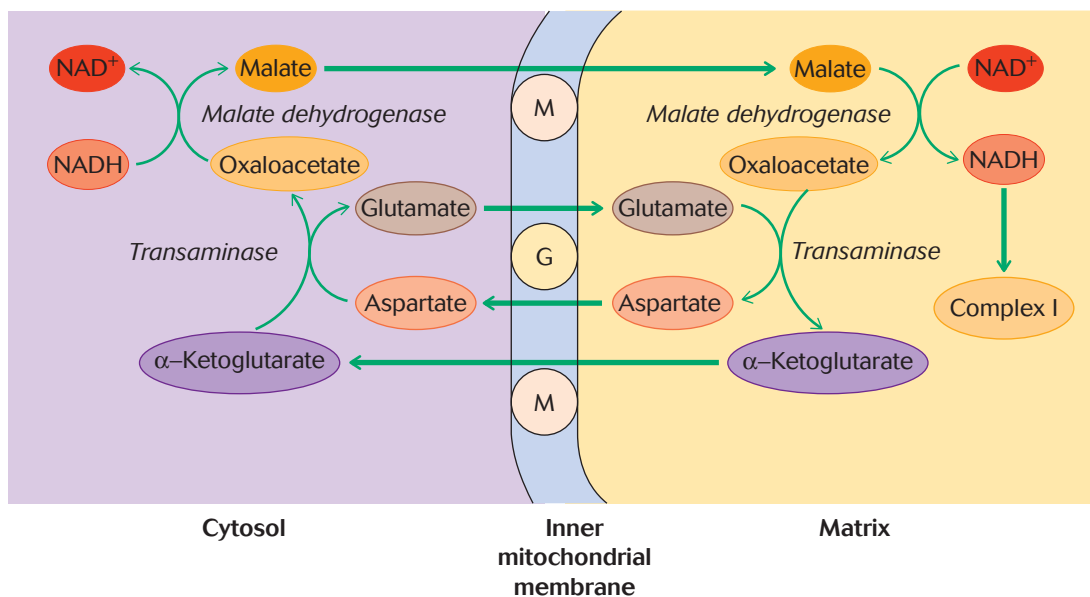 NAD+
Malate
Malate
NAD+
M
Malate dehydrogenase
Malate dehydrogenase
NADH
Oxaloacetate
Oxaloacetate
NADH
Glutamate
Glutamate
Transaminase
G
Transaminase
Aspartate
Aspartate
Complex I
α–Ketoglutarate
α–Ketoglutarate
M
Cytosol
Inner
mitochondrial
membrane
Matrix